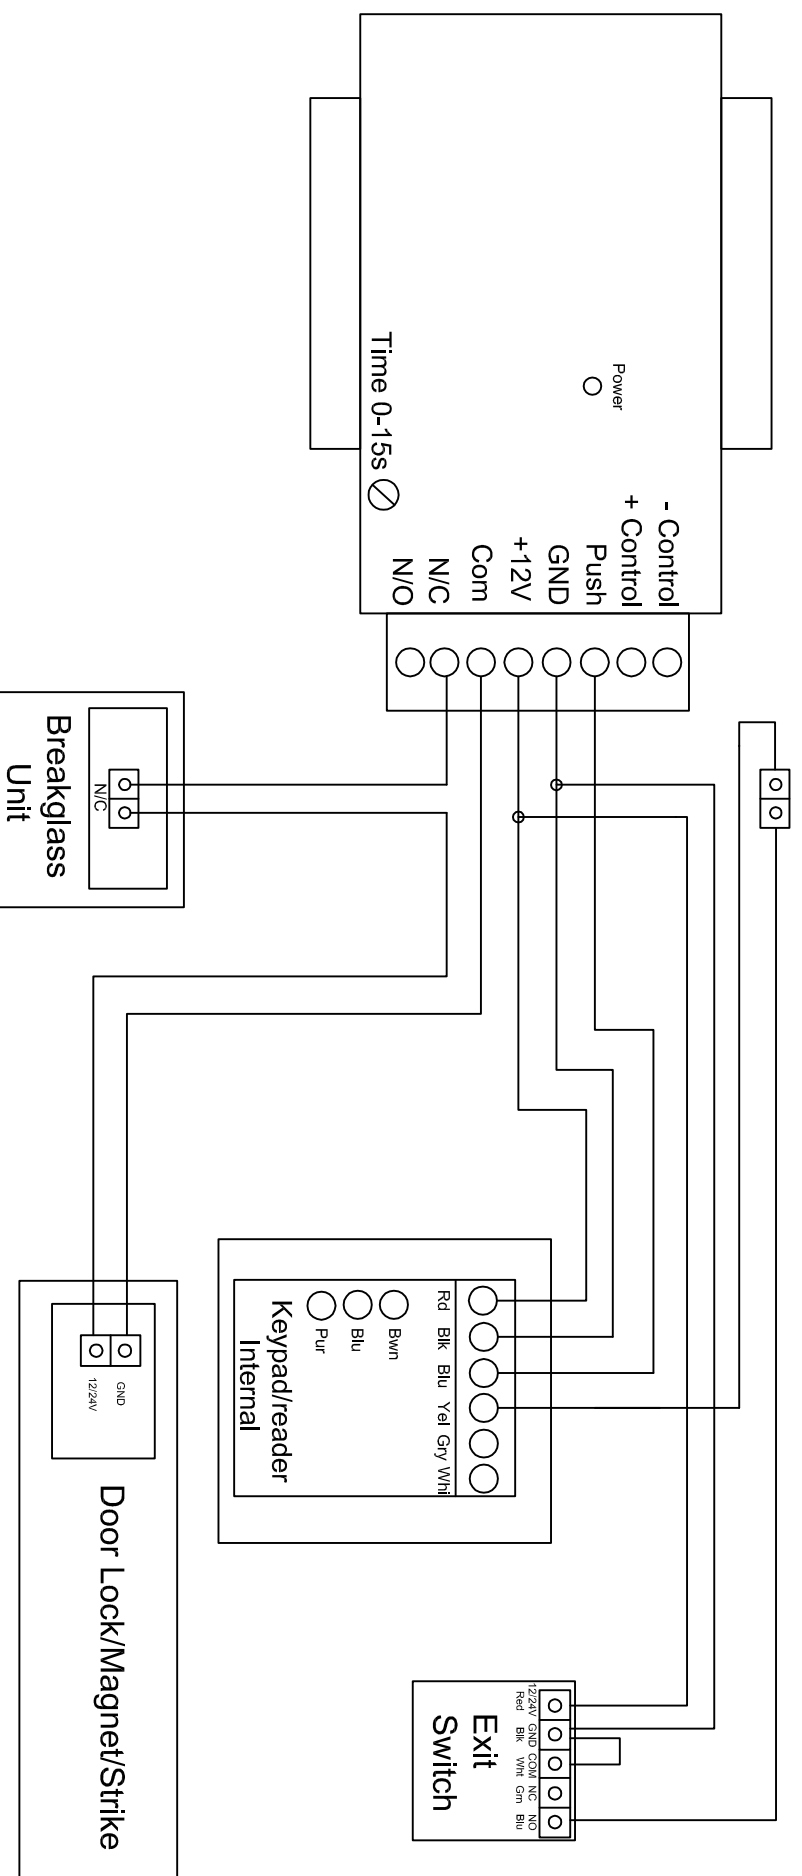 Power
Time 0-15s
- Control
+ Control
Push
GND
+12V
Com
N/C
N/O
N/C
Breakglass
Unit
Rd
Blk
Blu
Yel
Gry
Whi
Bwn
Blu
Pur
Keypad/reader
Internal
GND
12/24V
Door Lock/Magnet/Strike
12/24V
Red
GND
Blk
COM
Wht
NC
Grn
NO
Blu
Exit
Switch